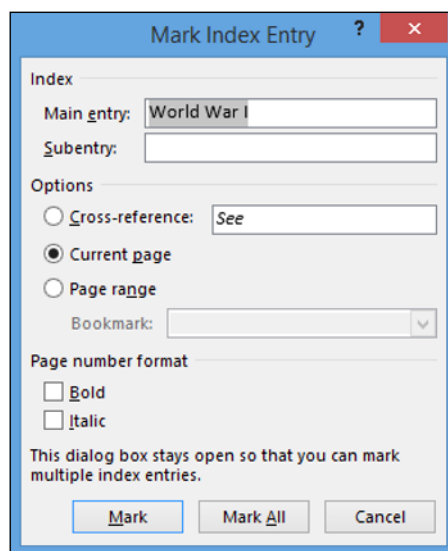 Mark Index Entry ?
Index
Main entry: World War I
Subentry:
Options
Cross-reference: See
Current page
Page range
Bookmark:
Page number format
Bold
Italic
This dialog box stays open so that you can mark
multiple index entries.
Mark Mark All Cancel